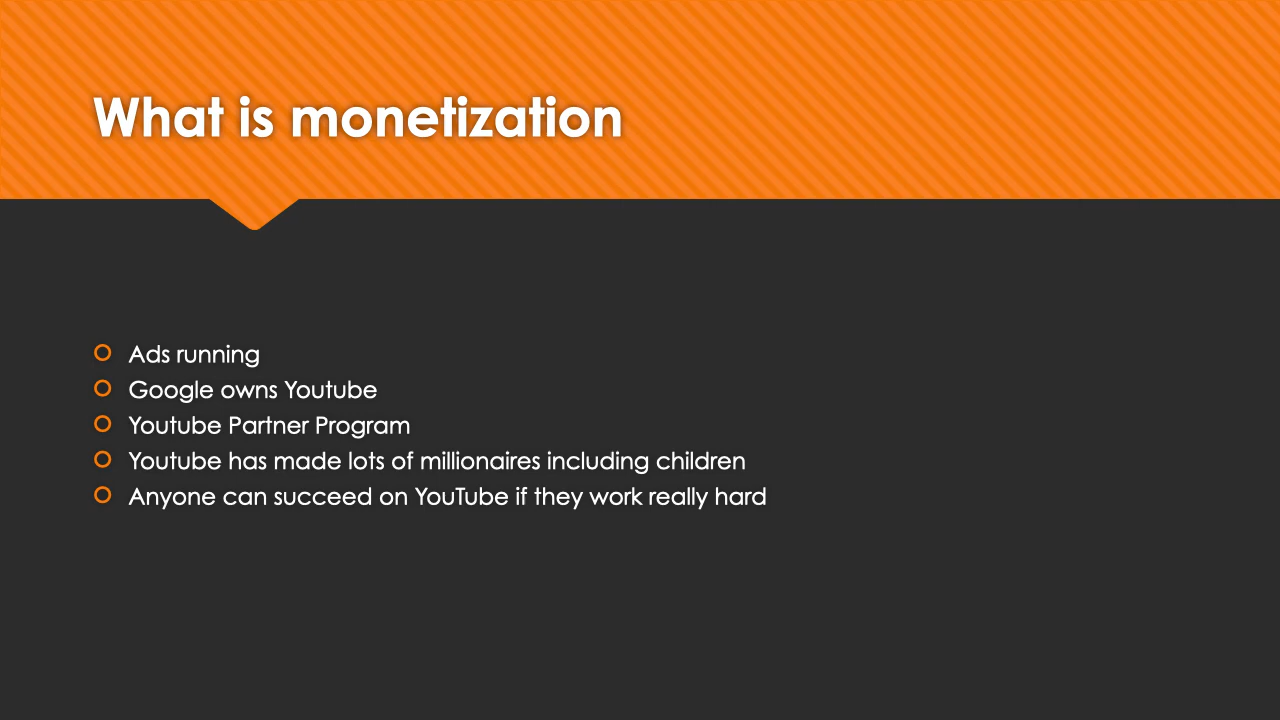 What is monetization
Ads running
Google owns Youtube
Youtube Partner Program
Youtube has made lots of millionaires including children
Anyone can succeed on YouTube if they work really hard